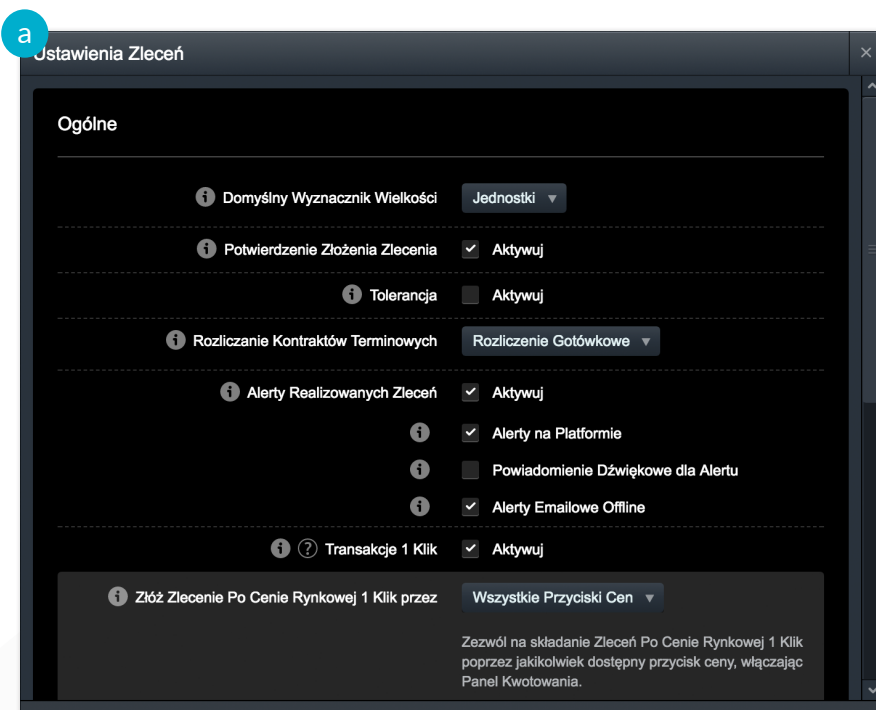 a
Ustawienia Zleceń
Ogólne
Domyślny Wyznacznik Wielkości Jednostki
Potwierdzenie Złożenia Zlecenia Aktywuj
Tolerancja Aktywuj
Rozliczanie Kontraktów Terminowych Rozliczenie Gotówkowe
Alerty Realizowanych Zleceń Aktywuj
Alerty na Platformie
Powiadomienie Dźwiękowe dla Alertu
Alerty Emailowe Offline
Transakcje 1 Klik Aktywuj
Złóż Zlecenie Po Cenie Rynkowej 1 Klik przez Wszystkie Przyciski Cen
Zezwól na składanie Zleceń Po Cenie Rynkowej 1 Klik
poprzez jakikolwiek dostępny przycisk ceny, włączając
Panel Kwotowania.